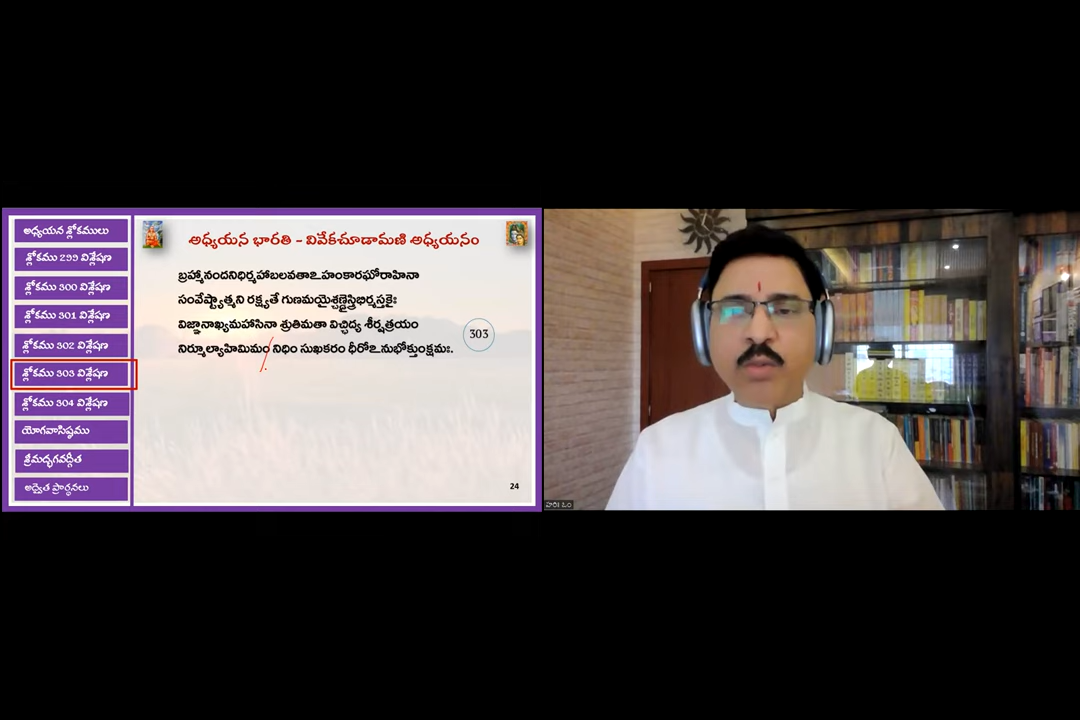 అధ్యయన భారతి - వివేకచూడామణి అధ్యయనం
అధ్యయన శ్లోకములు
శ్లోకము 299 విశ్లేషణ
శ్లోకము 300 విశ్లేషణ
శ్లోకము 301 విశ్లేషణ
శ్లోకము 302 విశ్లేషణ
శ్లోకము 303 విశ్లేషణ
శ్లోకము 304 విశ్లేషణ
యోగవాసిష్ఠము
శ్రీమద్భగవద్గీత
అద్వైత ప్రార్థనలు
బ్రహ్మానందనిధిర్మహాబలవతాఽహంకారఘోరాహినా
సంవేష్ట్యాత్మని రక్ష్యతే గుణమయైశ్చణ్డైస్త్రిభిర్మస్తకైః
విజ్ఞానాఖ్యమహాసినా శ్రుతిమతా విచ్ఛిద్య శీర్షత్రయం
నిర్మూల్యాహిమిమం నిధిం సుఖకరం ధీరోఽనుభోక్తుంక్షమః.
303
24
హరిః ఓం